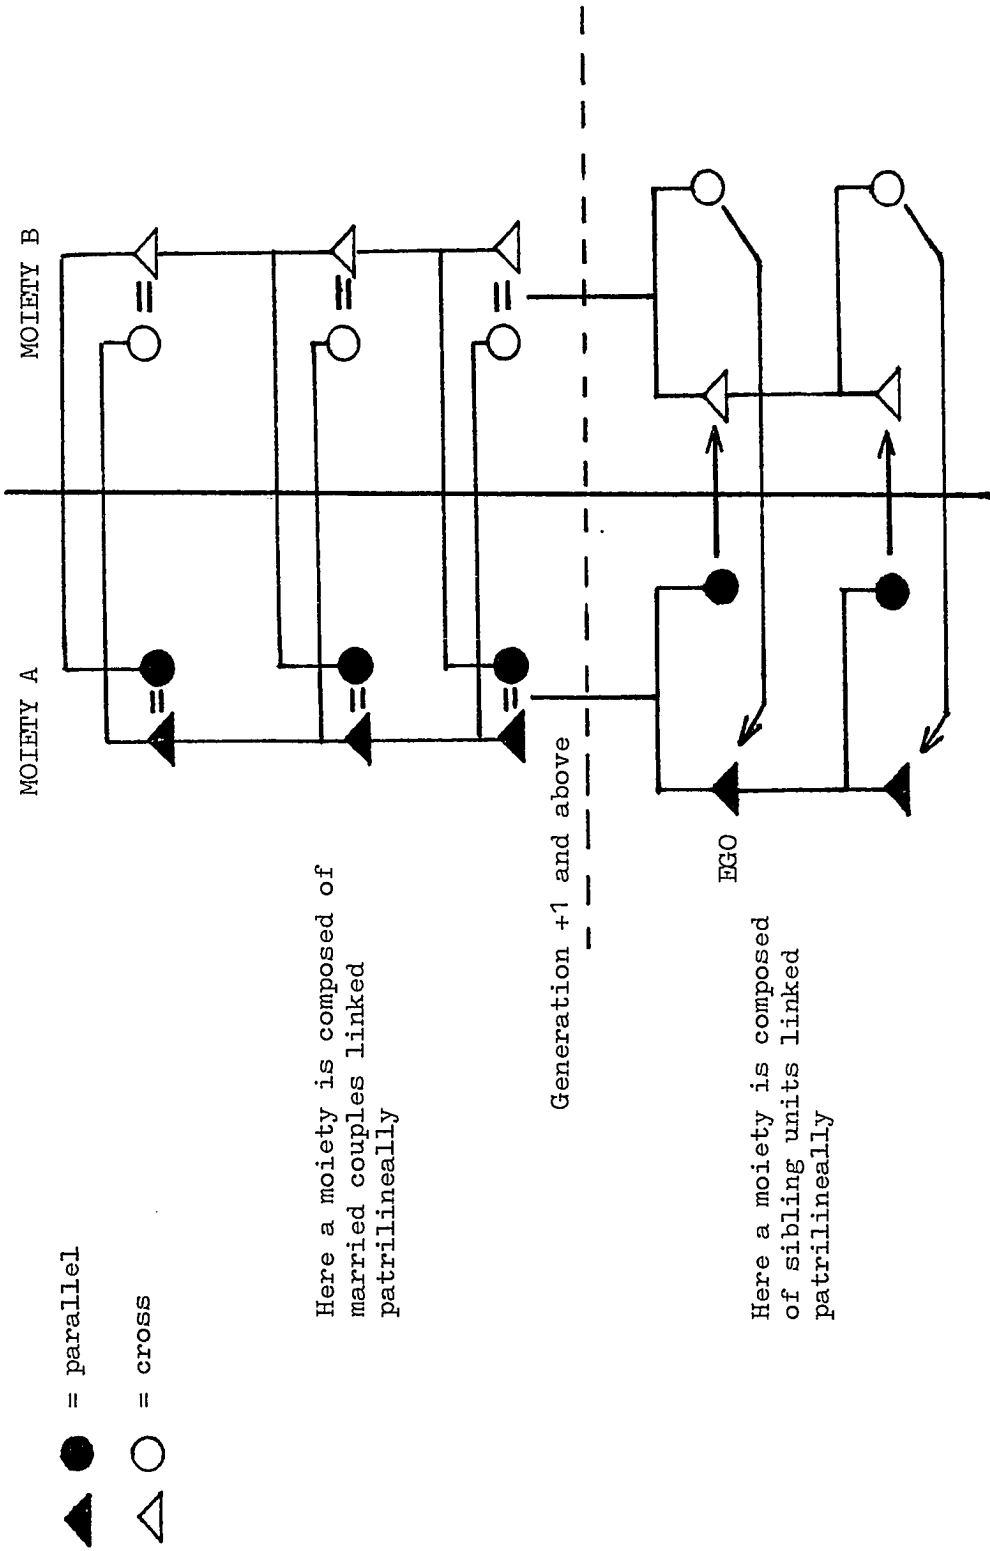 MOIETY A
MOIETY B
= parallel
= cross
Here a moiety is composed of
married couples linked
patrilineally
Generation +1 and above
EGO
Here a moiety is composed
of sibling units linked
patrilineally